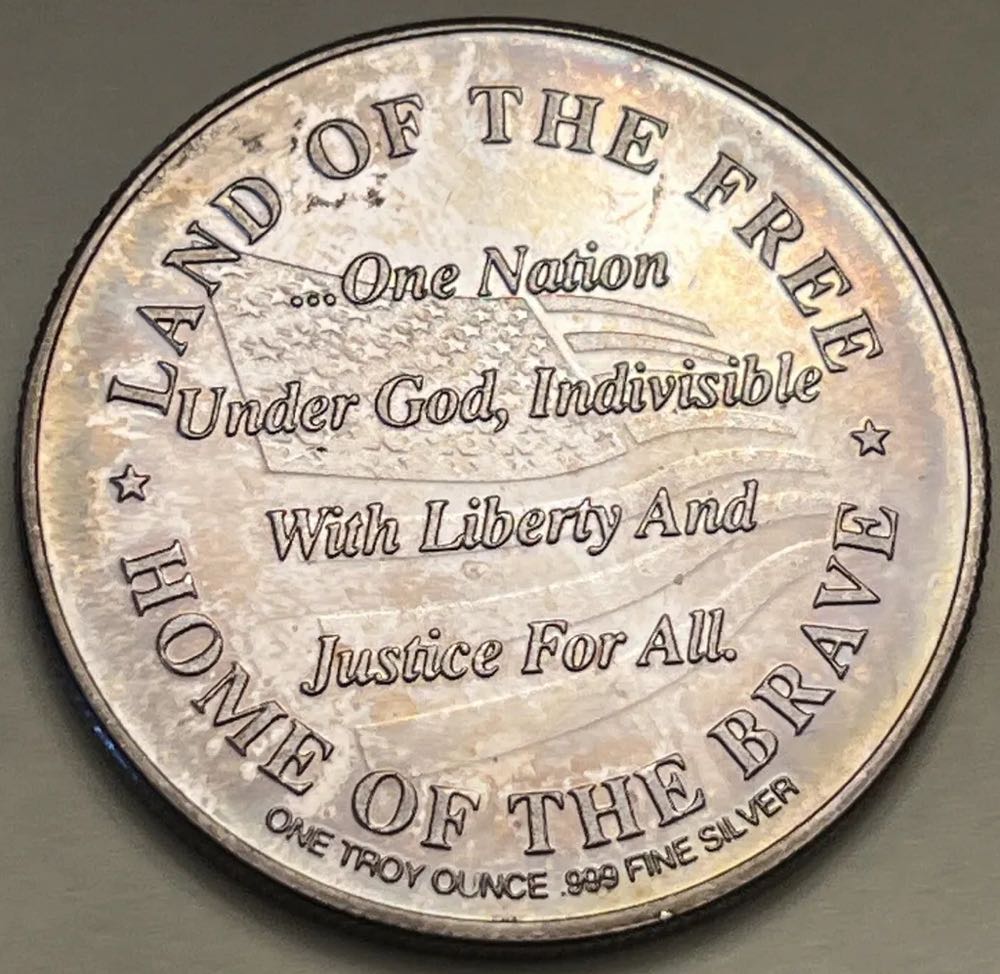 LAND OF THE FREE
...One Nation
Under God, Indivisible
With Liberty And
Justice For All.
HOME OF THE BRAVE
ONE TROY OUNCE .999 FINE SILVER